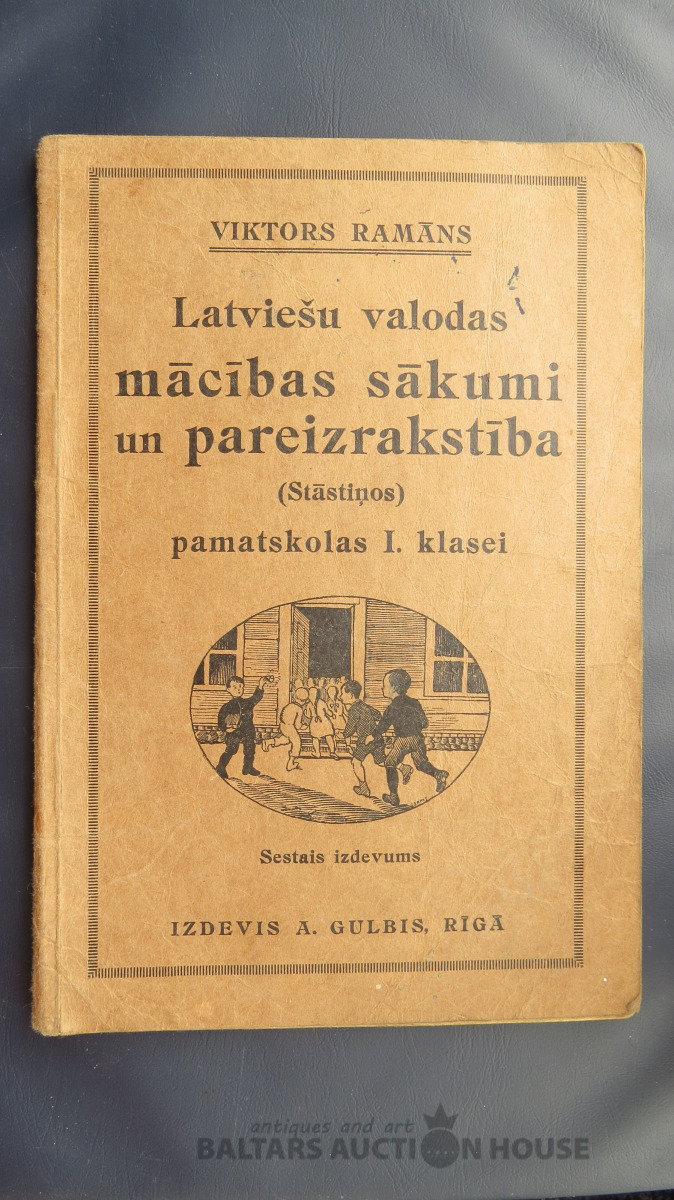 VIKTORS RAMĀNS
Latviešu valodas
mācības sākumi
un pareizrakstība
(Stāstiņos)
pamatskolas I. klasei
Sestais izdevums
IZDEVIS A. GULBIS, RĪGĀ
antiques and art
BALTARS AUCTION HOUSE